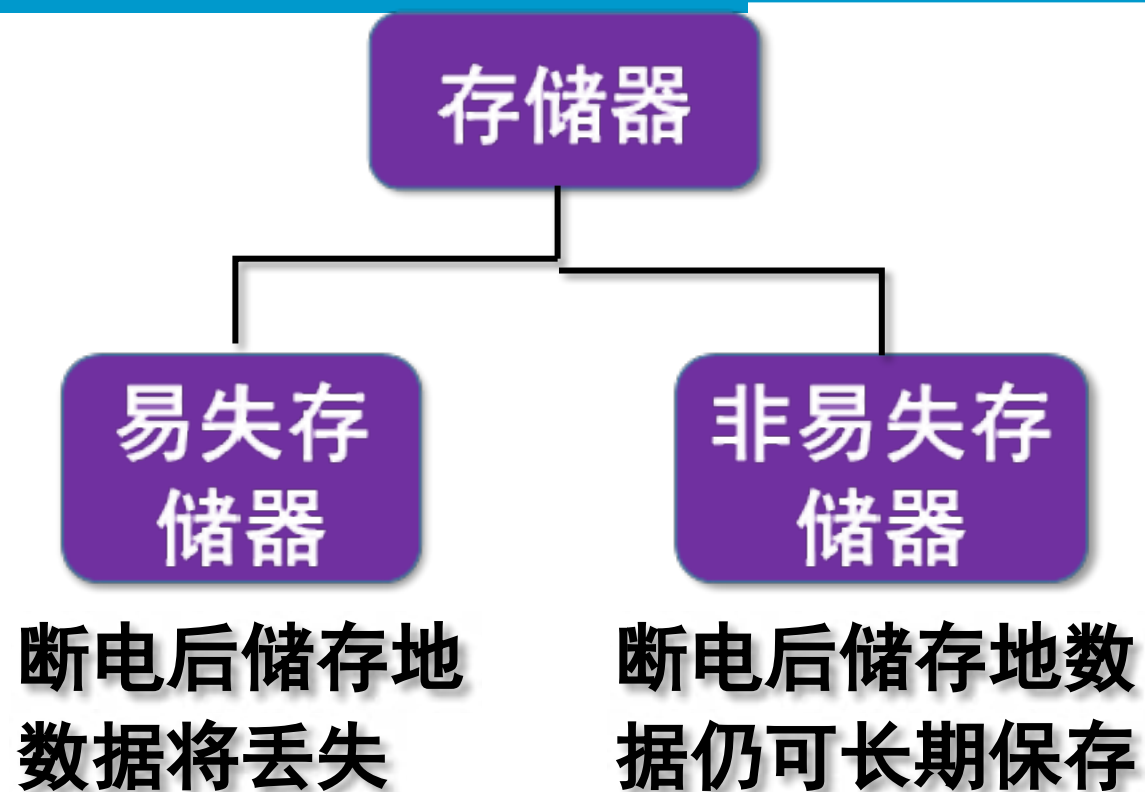 存储器
易失存
储器
非易失存
储器
断电后储存地
数据将丢失
断电后储存地数
据仍可长期保存